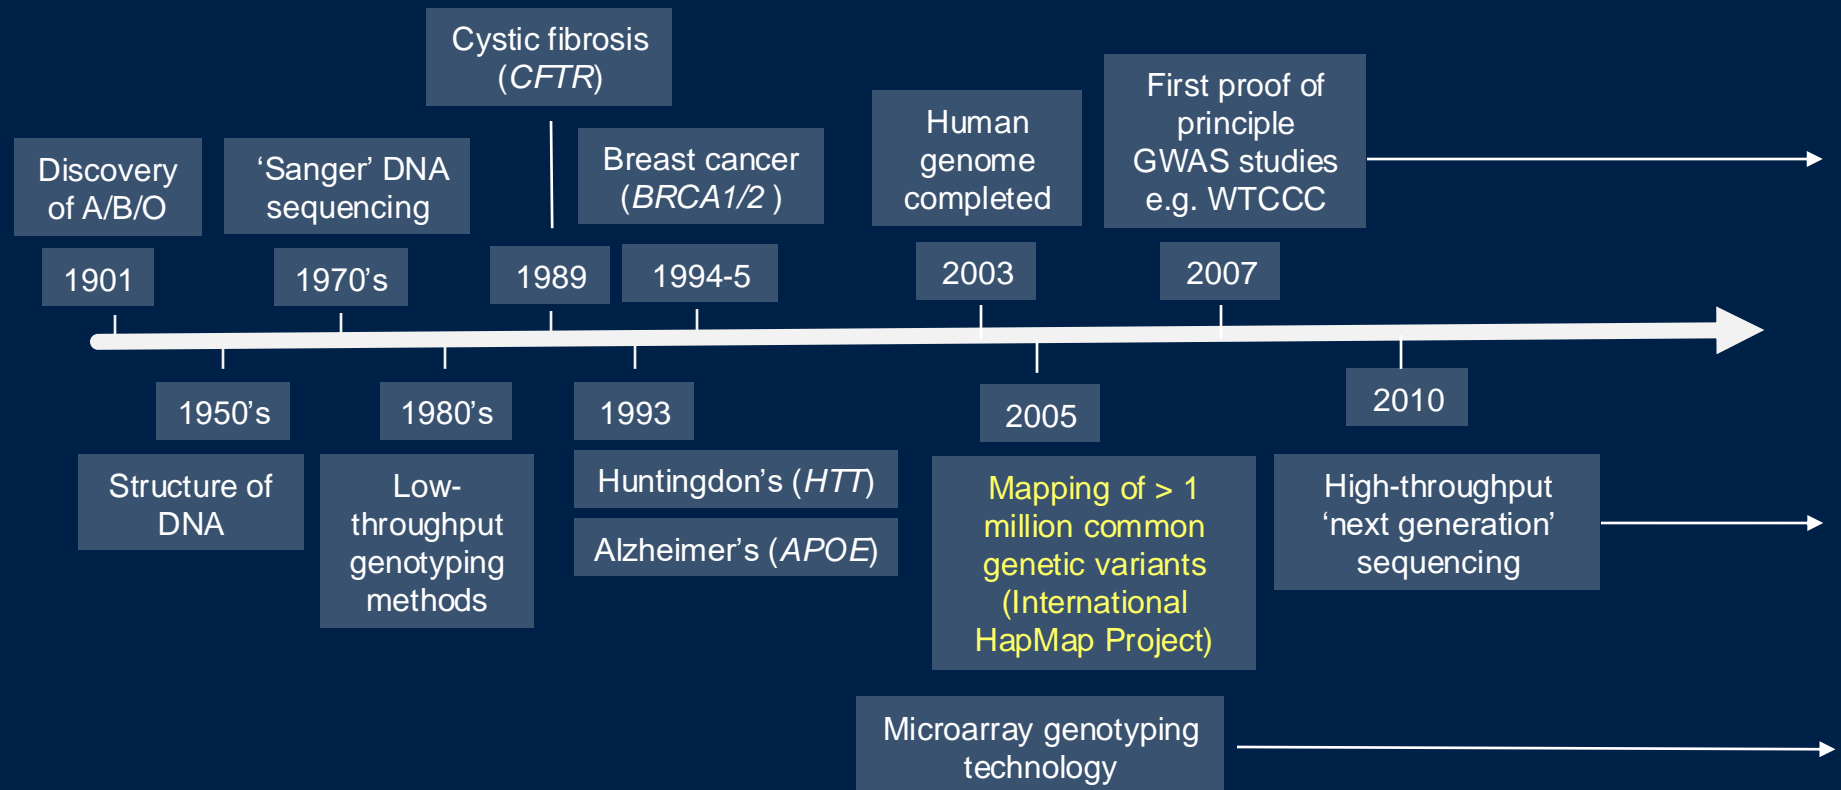 Cystic fibrosis
(CFTR)
Discovery
of A/B/O
1901
‘Sanger’ DNA
sequencing
1970’s
1989
Breast cancer
(BRCA1/2 )
1994-5
Human
genome
completed
2003
First proof of
principle
GWAS studies
e.g. WTCCC
2007
1950’s
Structure of
DNA
1980’s
Low-
throughput
genotyping
methods
1993
Huntingdon’s (HTT)
Alzheimer’s (APOE)
2005
Mapping of > 1
million common
genetic variants
(International
HapMap Project)
2010
High-throughput
‘next generation’
sequencing
Microarray genotyping
technology